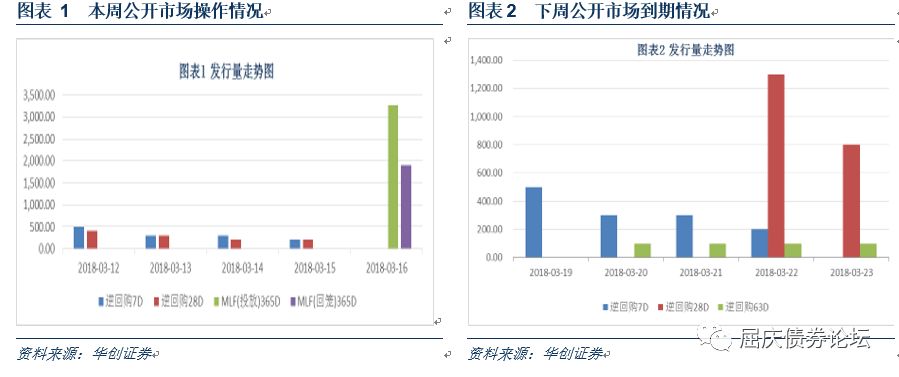 图表 1 本周公开市场操作情况
图表1 发行量走势图
3,500.00
3,000.00
2,500.00
2,000.00
1,500.00
1,000.00
500.00
0.00
2018-03-12 2018-03-13 2018-03-14 2018-03-15 2018-03-16
逆回购7D 逆回购28D MLF(投放)365D MLF(回笼)365D
资料来源：华创证券
图表 2 下周公开市场到期情况
图表2 发行量走势图
1,400.00
1,200.00
1,000.00
800.00
600.00
400.00
200.00
0.00
2018-03-19 2018-03-20 2018-03-21 2018-03-22 2018-03-23
逆回购7D 逆回购28D 逆回购63D
资料来源：华创证券
屈庆债券论坛